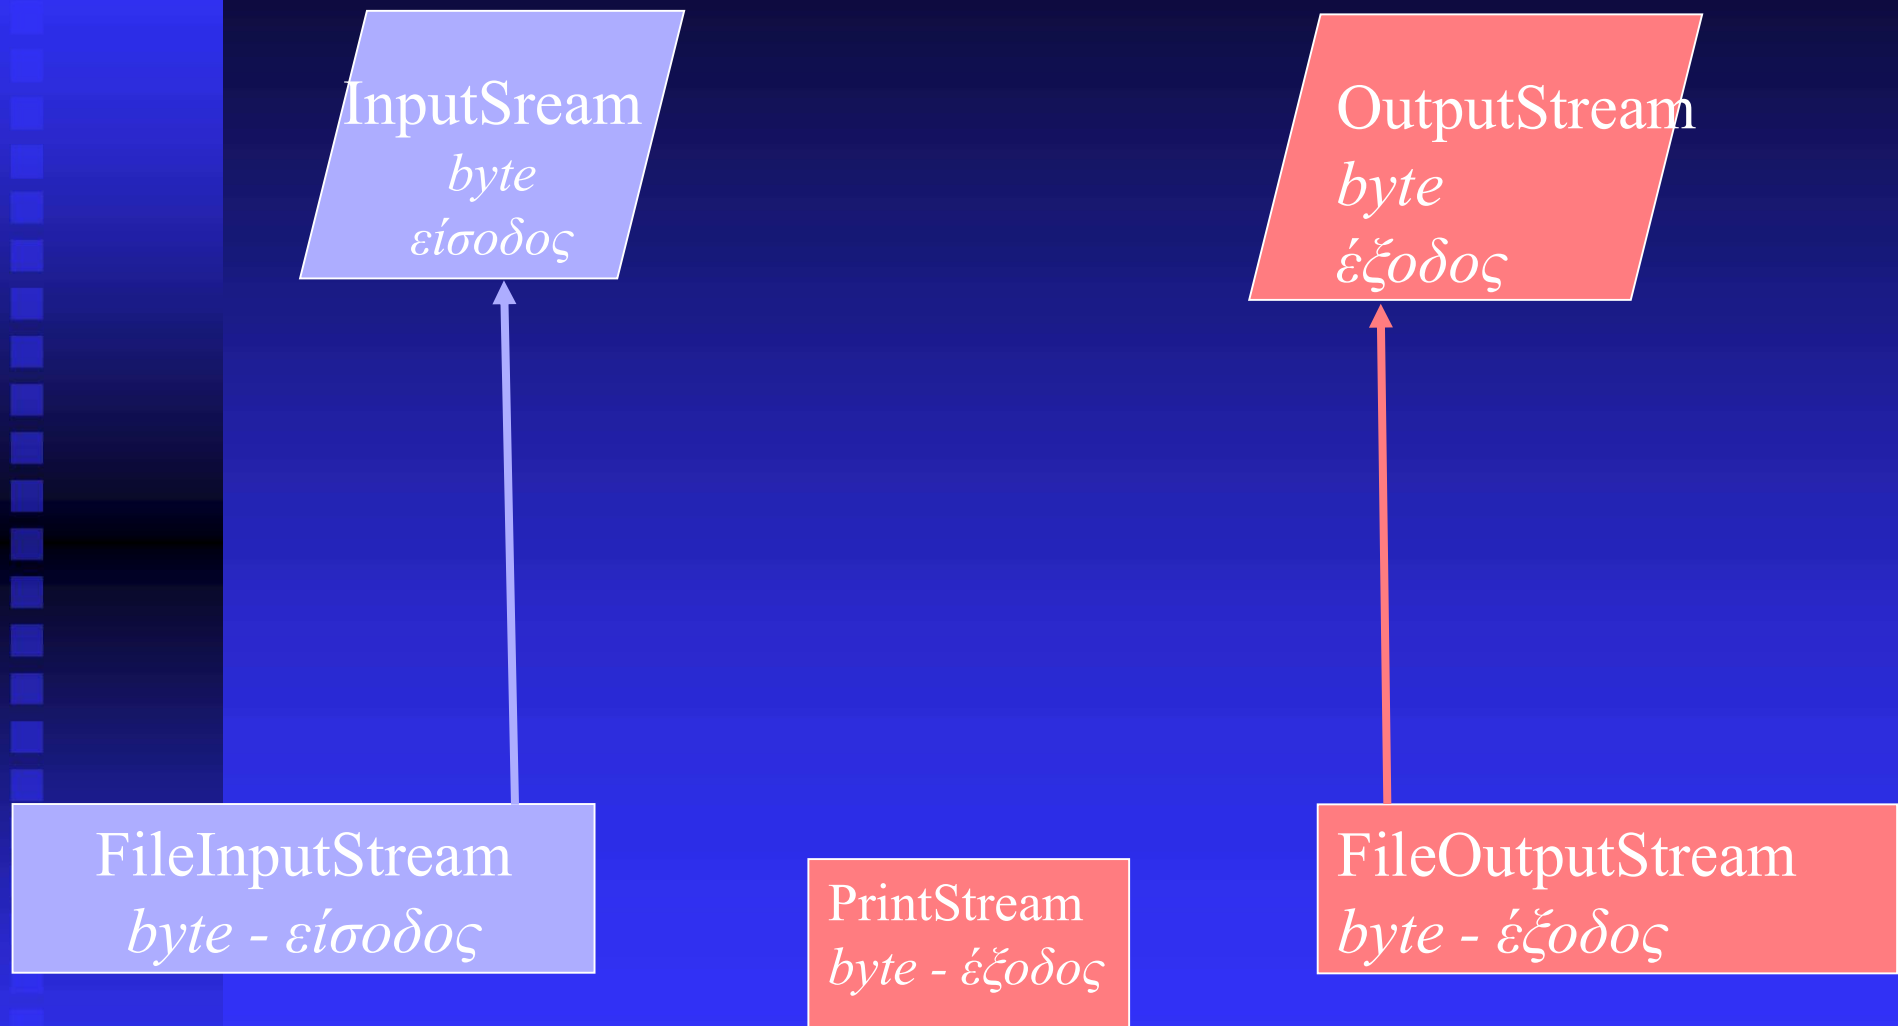 InputSream
byte
είσοδος
OutputStream
byte
έξοδος
FileInputStream
byte - είσοδος
PrintStream
byte - έξοδος
FileOutputStream
byte - έξοδος